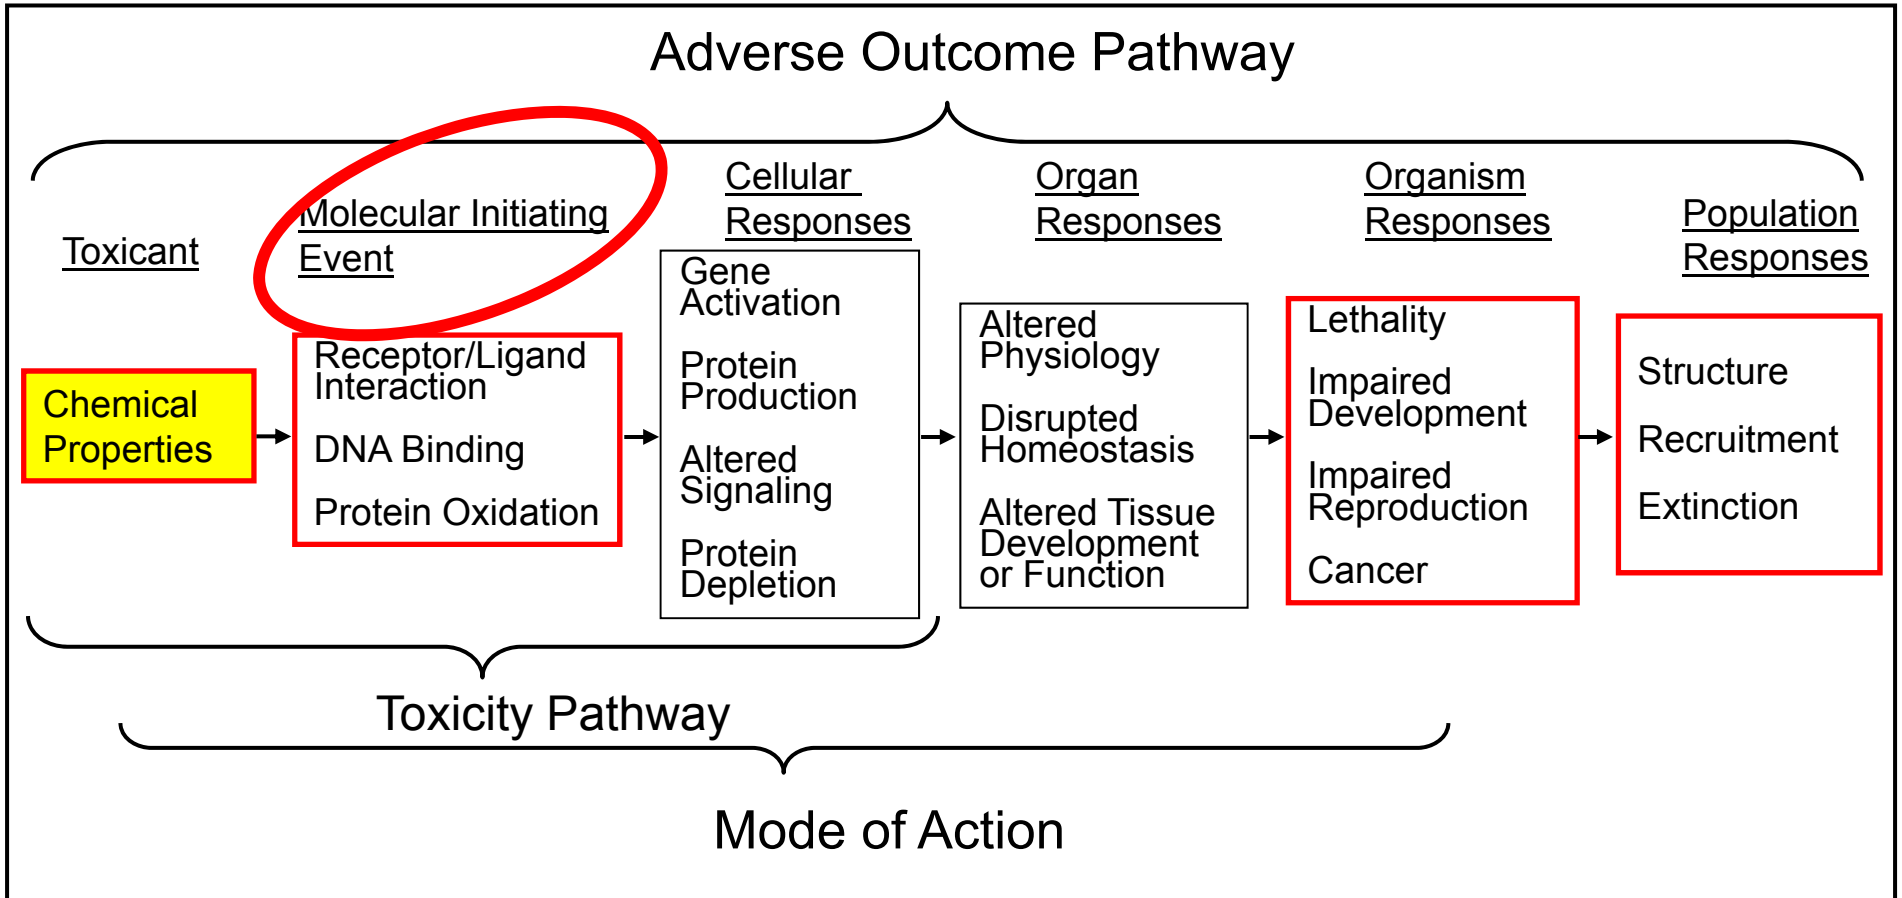 Adverse Outcome Pathway
Toxicant
Chemical
Properties
Molecular Initiating
Event
Receptor/Ligand
Interaction
DNA Binding
Protein Oxidation
Cellular
Responses
Gene
Activation
Protein
Production
Altered
Signaling
Protein
Depletion
Organ
Responses
Altered
Physiology
Disrupted
Homeostasis
Altered Tissue
Development
or Function
Organism
Responses
Lethality
Impaired
Development
Impaired
Reproduction
Cancer
Population
Responses
Structure
Recruitment
Extinction
Toxicity Pathway
Mode of Action